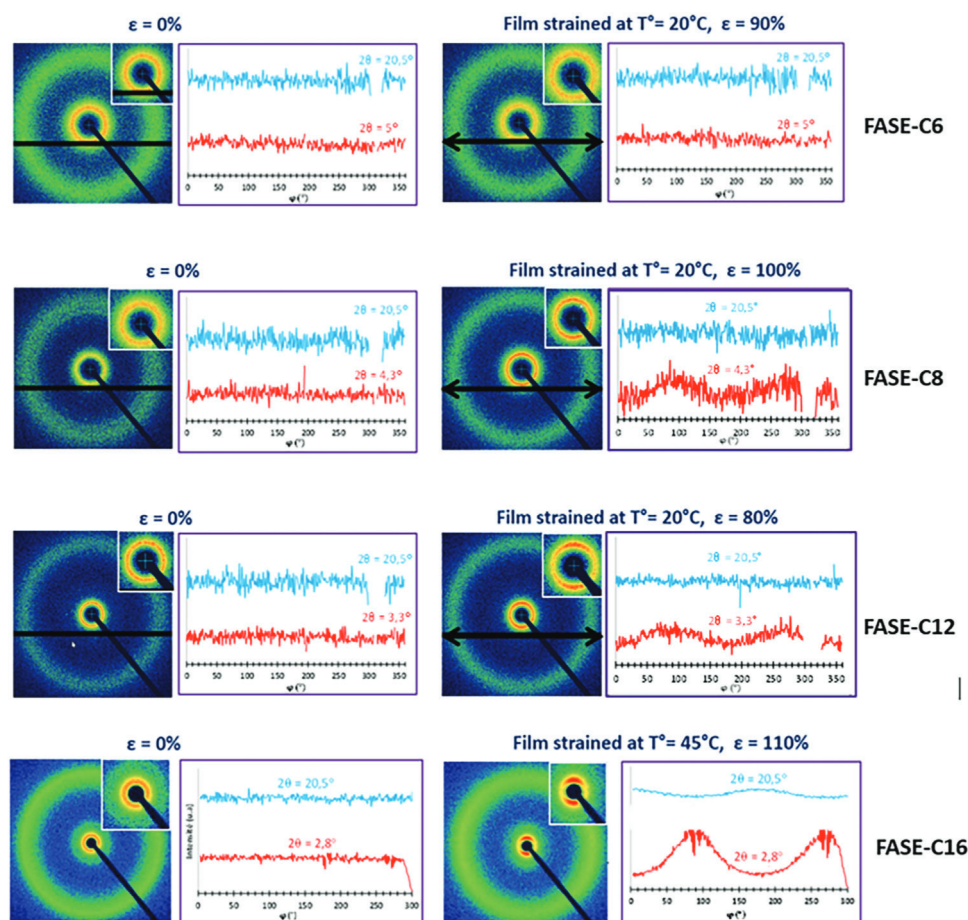 ε = 0%
Film strained at T°= 20°C, ε = 90%
2θ = 20,5°
2θ = 5°
0 50 100 150 200 250 300 350
φ (°)
2θ = 20,5°
2θ = 5°
0 50 100 150 200 250 300 350
φ (°)
FASE-C6
ε = 0%
Film strained at T°= 20°C, ε = 100%
2θ = 20,5°
2θ = 4,3°
0 50 100 150 200 250 300 350
φ (°)
2θ = 20,5°
2θ = 4,3°
0 50 100 150 200 250 300 350
φ (°)
FASE-C8
ε = 0%
Film strained at T°= 20°C, ε = 80%
2θ = 20,5°
2θ = 3,3°
0 50 100 150 200 250 300 350
φ (°)
2θ = 20,5°
2θ = 3,3°
0 50 100 150 200 250 300 350
φ (°)
FASE-C12
ε = 0%
Film strained at T°= 45°C, ε = 110%
Intensité (u.a)
2θ = 20,5°
2θ = 2,8°
0 50 100 150 200 250 300
φ (°)
2θ = 20,5°
2θ = 2,8°
0 50 100 150 200 250 300
φ (°)
FASE-C16